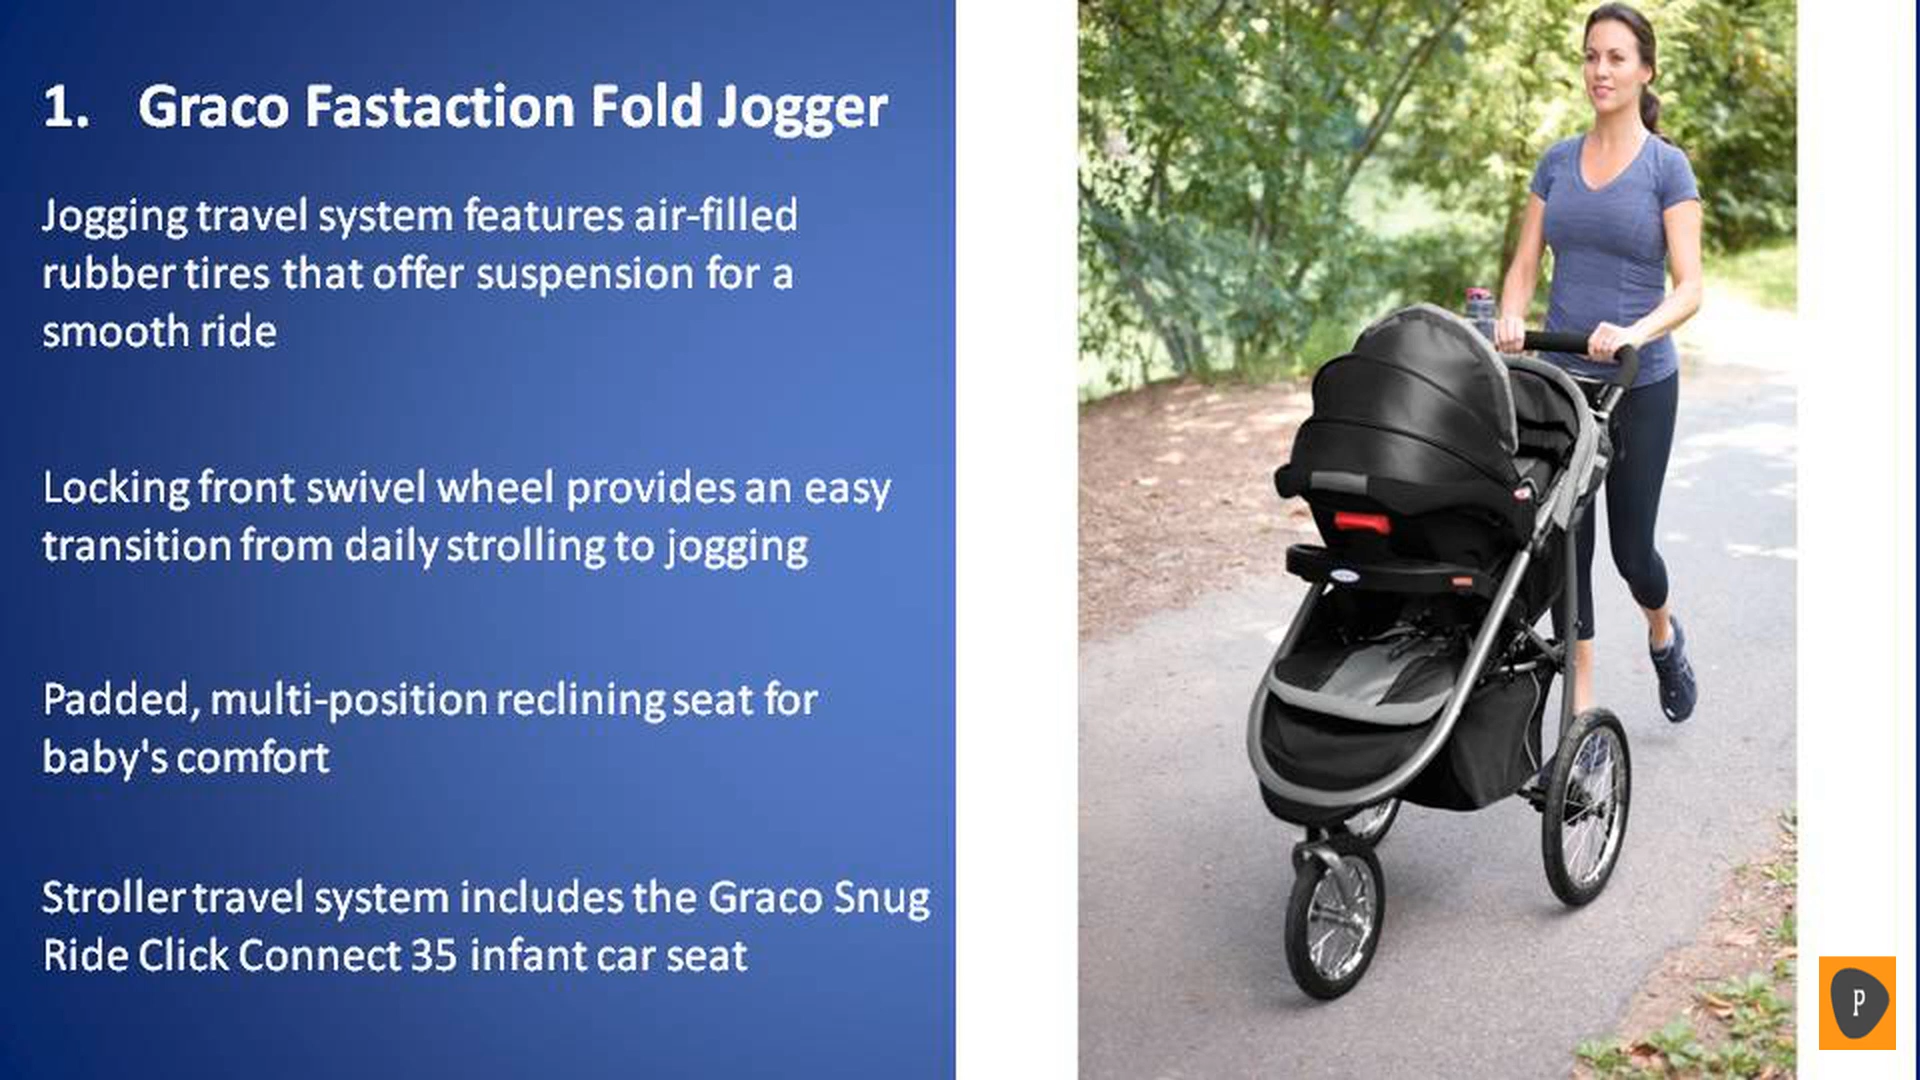 1. Graco Fastaction Fold Jogger
Jogging travel system features air-filled
rubber tires that offer suspension for a
smooth ride
Locking front swivel wheel provides an easy
transition from daily strolling to jogging
Padded, multi-position reclining seat for
baby's comfort
Stroller travel system includes the Graco Snug
Ride Click Connect 35 infant car seat
P